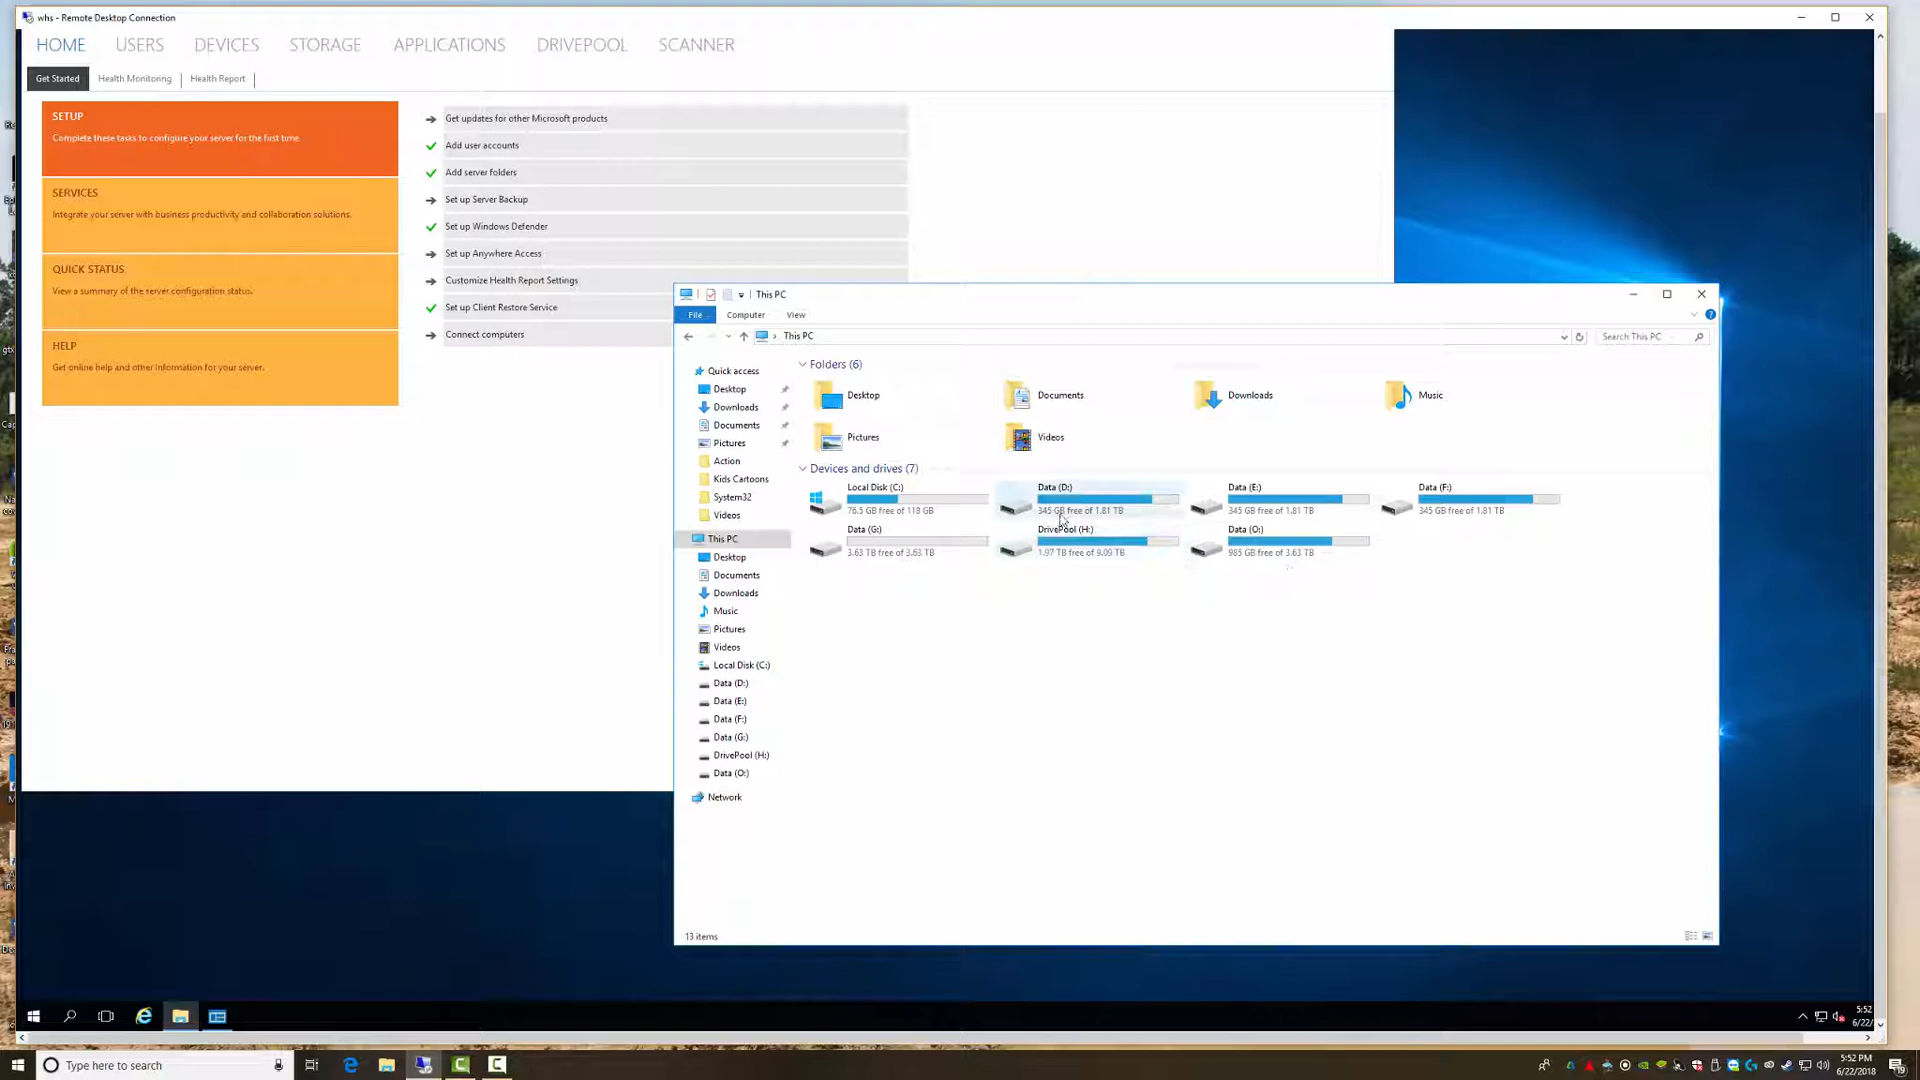 whs - Remote Desktop Connection
HOME USERS DEVICES STORAGE APPLICATIONS DRIVEPOOL SCANNER
Get Started Health Monitoring Health Report
SETUP
Complete these tasks to configure your server for the first time.
SERVICES
Integrate your server with business productivity and collaboration solutions.
QUICK STATUS
View a summary of the server configuration status.
HELP
Get online help and other information for your server.
Get updates for other Microsoft products
Add user accounts
Add server folders
Set up Server Backup
Set up Windows Defender
Set up Anywhere Access
Customize Health Report Settings
Set up Client Restore Service
Connect computers
This PC
File Computer View
This PC
Search This PC
Quick access
Desktop
Downloads
Documents
Pictures
Action
Kids Cartoons
System32
Videos
This PC
Desktop
Documents
Downloads
Music
Pictures
Videos
Local Disk (C:)
Data (D:)
Data (E:)
Data (F:)
Data (G:)
DrivePool (H:)
Data (O:)
Network
Folders (6)
Desktop
Documents
Downloads
Music
Pictures
Videos
Devices and drives (7)
Local Disk (C:)
76.5 GB free of 118 GB
Data (D:)
345 GB free of 1.81 TB
Data (E:)
345 GB free of 1.81 TB
Data (F:)
345 GB free of 1.81 TB
Data (G:)
3.63 TB free of 3.63 TB
DrivePool (H:)
1.97 TB free of 9.09 TB
Data (O:)
985 GB free of 3.63 TB
13 items
5:52
6/22/
Type here to search
5:52 PM
6/22/2018
19